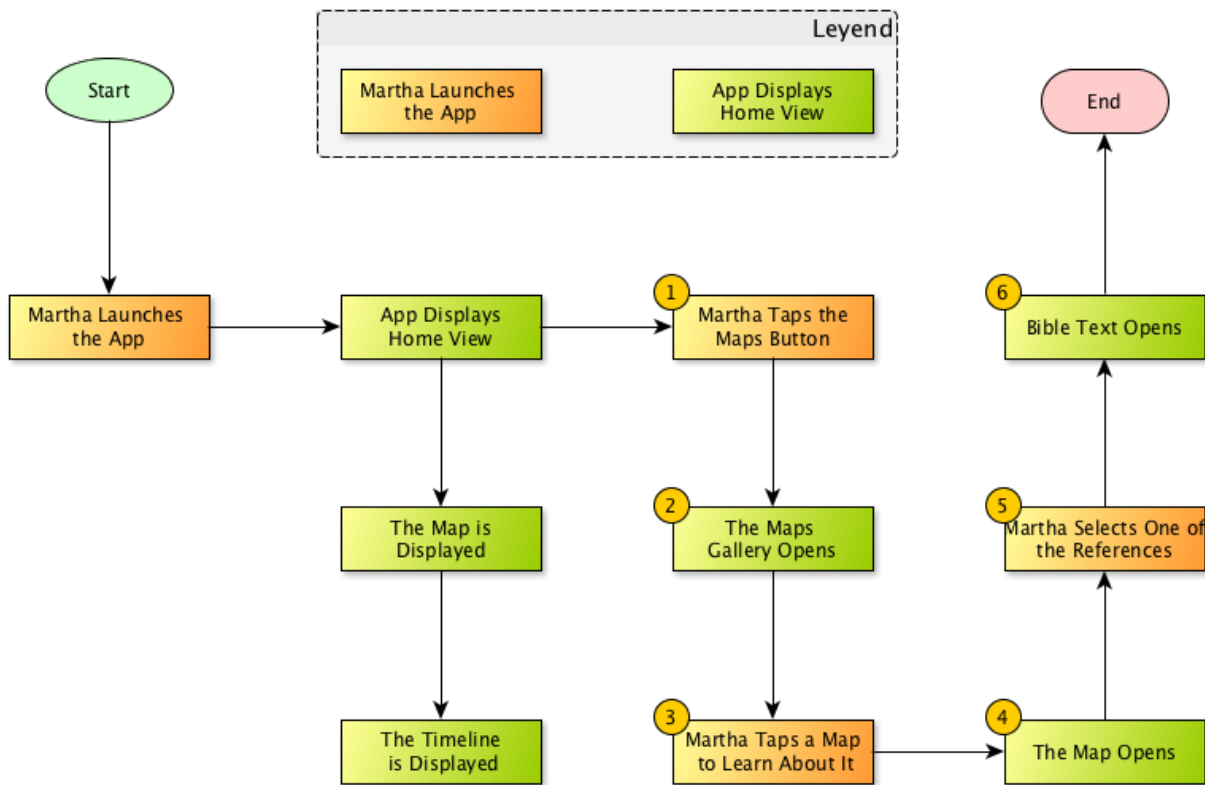 Leyend
Start
Martha Launches
the App
App Displays
Home View
End
Martha Launches
the App
App Displays
Home View
1
Martha Taps the
Maps Button
6
Bible Text Opens
The Map is
Displayed
2
The Maps
Gallery Opens
5
Martha Selects One of
the References
The Timeline
is Displayed
3
Martha Taps a Map
to Learn About It
4
The Map Opens